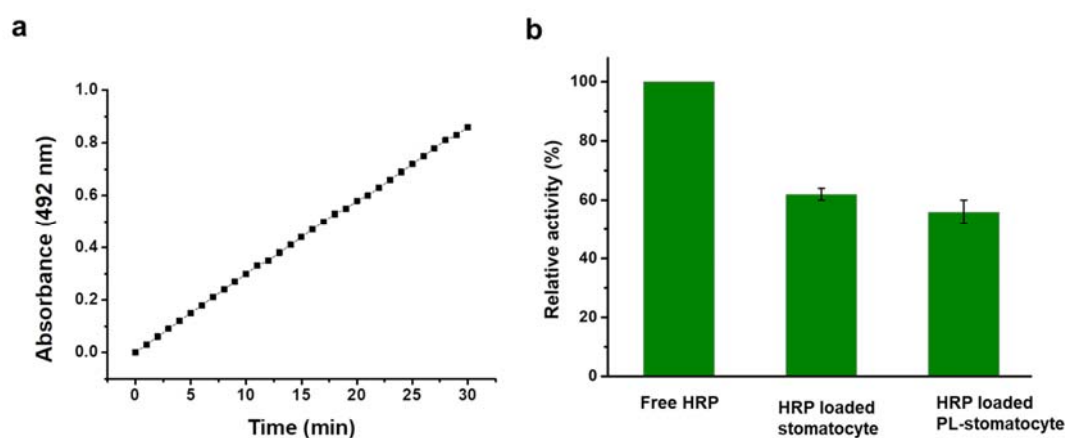 a
Absorbance (492 nm)
1.0
0.8
0.6
0.4
0.2
0.0
0 5 10 15 20 25 30
Time (min)
b
Relative activity (%)
100
80
60
40
20
0
Free HRP
HRP loaded
stomatocyte
HRP loaded
PL-stomatocyte